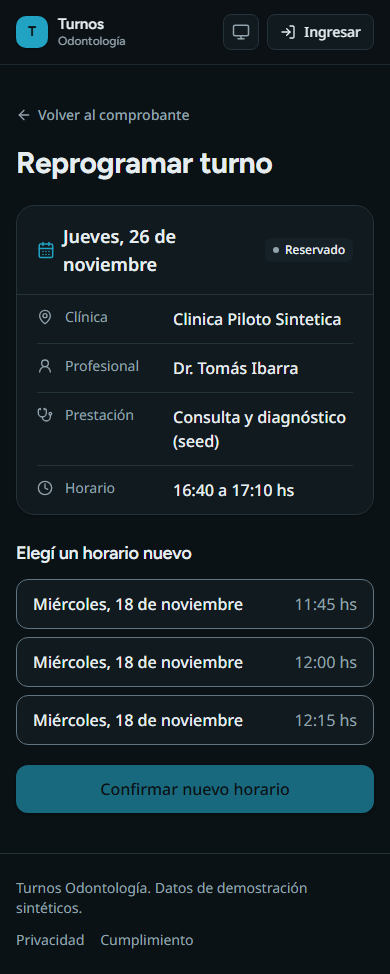 T
Turnos
Odontología
Ingresar
Volver al comprobante
Reprogramar turno
Jueves, 26 de
noviembre
Reservado
Clínica
Clinica Piloto Sintetica
Profesional
Dr. Tomás Ibarra
Prestación
Consulta y diagnóstico
(seed)
Horario
16:40 a 17:10 hs
Elegí un horario nuevo
Miércoles, 18 de noviembre 11:45 hs
Miércoles, 18 de noviembre 12:00 hs
Miércoles, 18 de noviembre 12:15 hs
Confirmar nuevo horario
Turnos Odontología. Datos de demostración
sintéticos.
Privacidad Cumplimiento